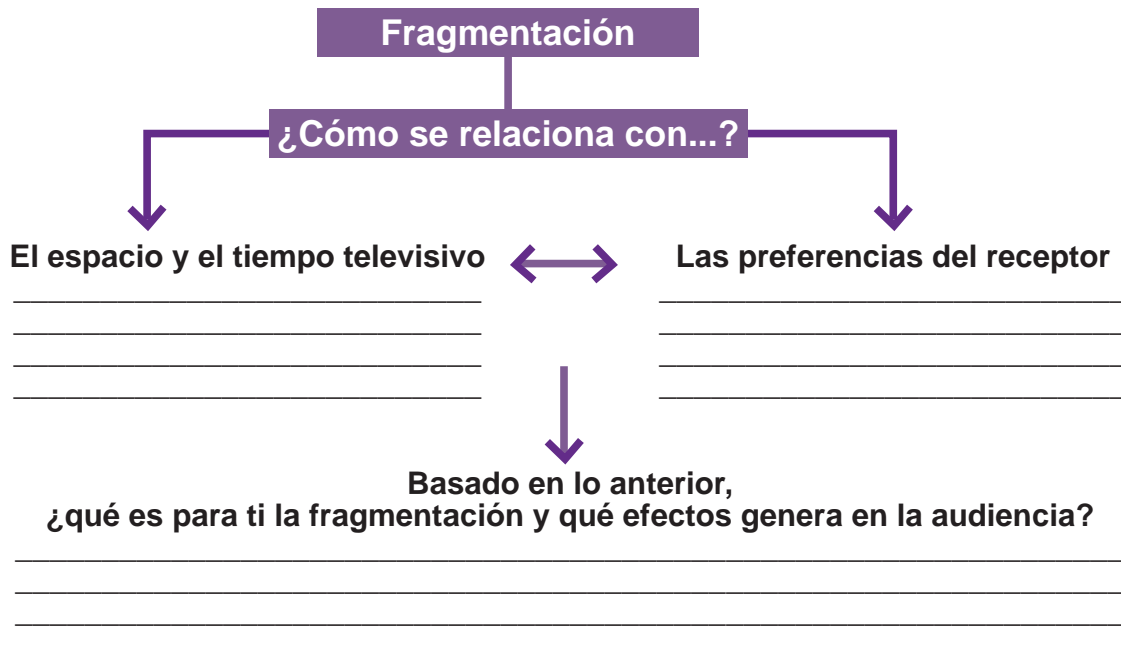 Fragmentación
¿Cómo se relaciona con...?
El espacio y el tiempo televisivo
Las preferencias del receptor
Basado en lo anterior,
¿qué es para ti la fragmentación y qué efectos genera en la audiencia?